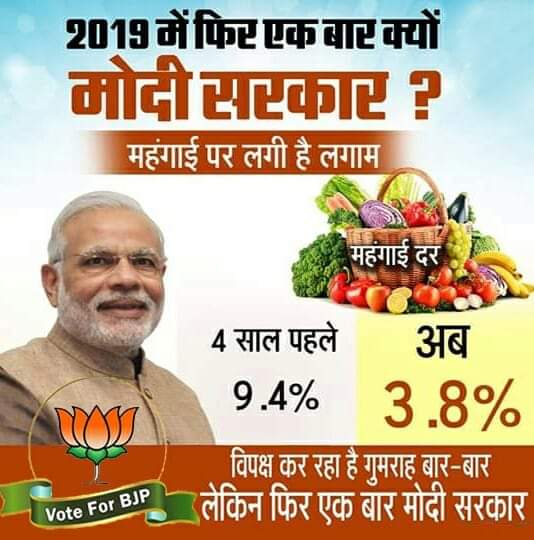 2019 में फिर एक बार क्यों
मोदी सरकार ?
महंगाई पर लगी है लगाम
महंगाई दर
4 साल पहले
9.4%
अब
3.8%
विपक्ष कर रहा है गुमराह बार-बार
लेकिन फिर एक बार मोदी सरकार
Vote For BJP